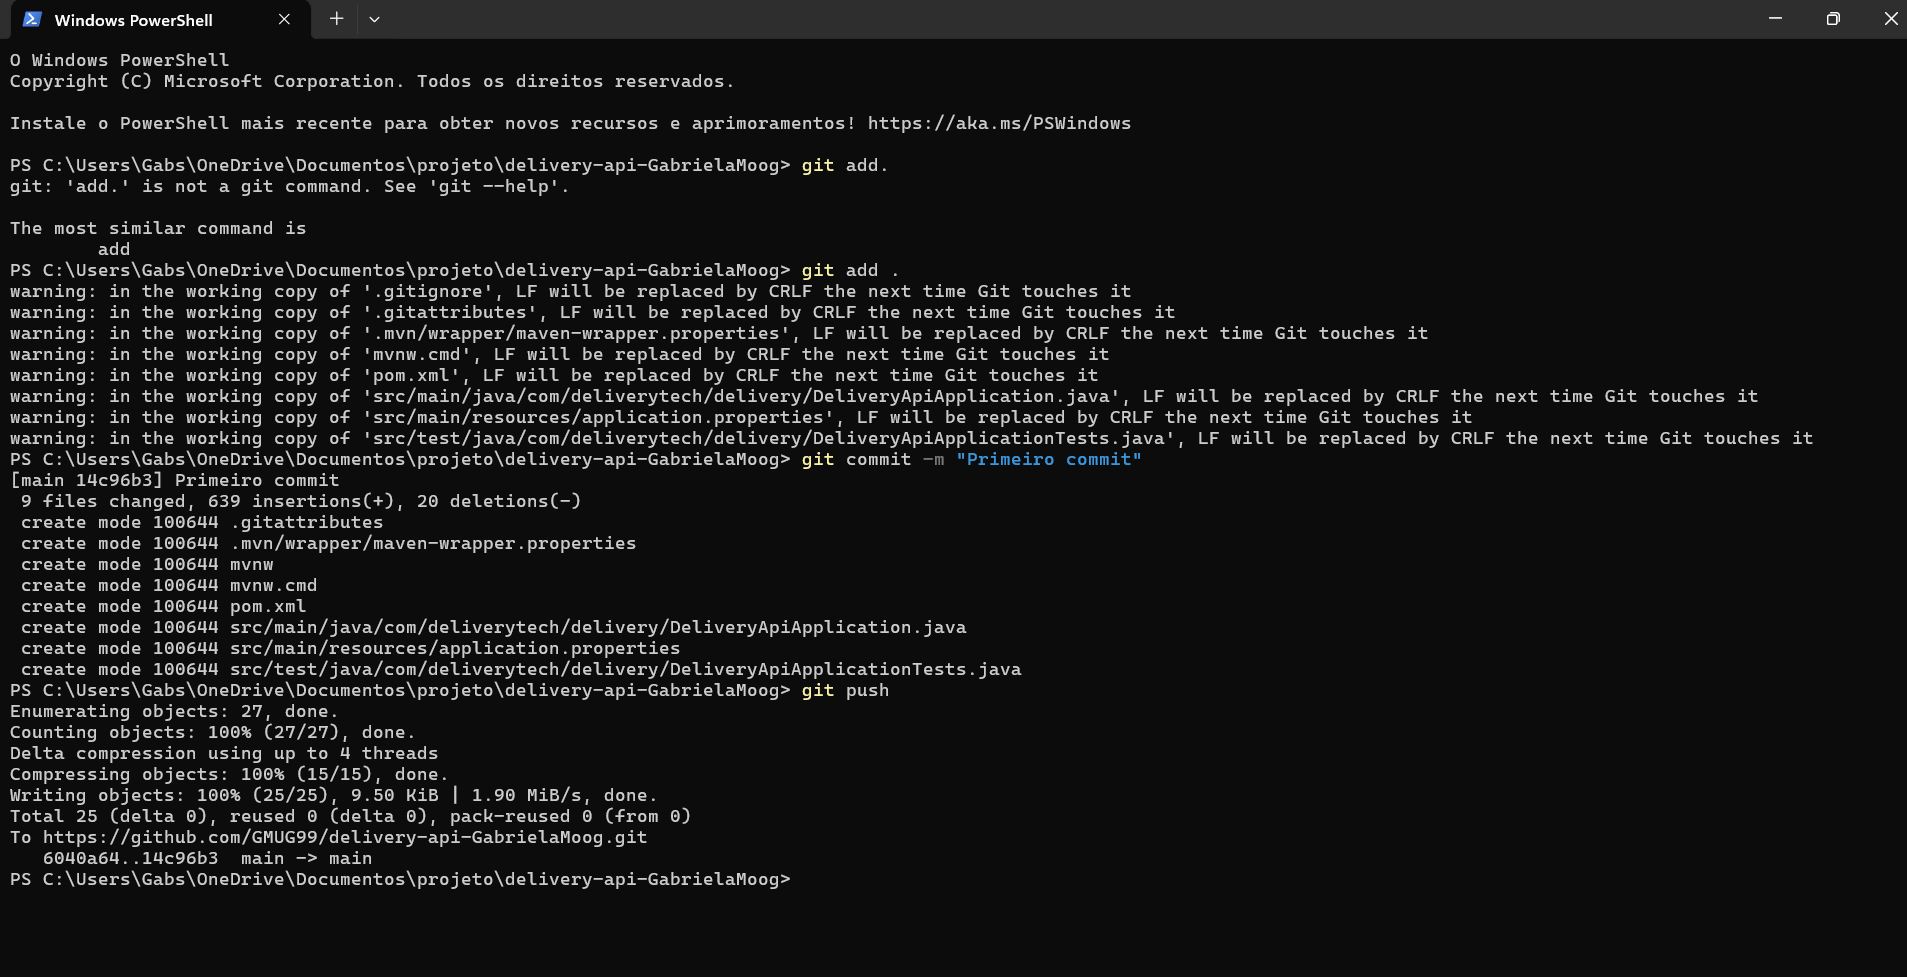 Windows PowerShell
O Windows PowerShell
Copyright (C) Microsoft Corporation. Todos os direitos reservados.
Instale o PowerShell mais recente para obter novos recursos e aprimoramentos! https://aka.ms/PSWindows
PS C:\Users\Gabs\OneDrive\Documentos\projeto\delivery-api-GabrielaMoog> git add.
git: 'add.' is not a git command. See 'git --help'.
The most similar command is
        add
PS C:\Users\Gabs\OneDrive\Documentos\projeto\delivery-api-GabrielaMoog> git add .
warning: in the working copy of '.gitignore', LF will be replaced by CRLF the next time Git touches it
warning: in the working copy of '.gitattributes', LF will be replaced by CRLF the next time Git touches it
warning: in the working copy of '.mvn/wrapper/maven-wrapper.properties', LF will be replaced by CRLF the next time Git touches it
warning: in the working copy of 'mvnw.cmd', LF will be replaced by CRLF the next time Git touches it
warning: in the working copy of 'pom.xml', LF will be replaced by CRLF the next time Git touches it
warning: in the working copy of 'src/main/java/com/deliverytech/delivery/DeliveryApiApplication.java', LF will be replaced by CRLF the next time Git touches it
warning: in the working copy of 'src/main/resources/application.properties', LF will be replaced by CRLF the next time Git touches it
warning: in the working copy of 'src/test/java/com/deliverytech/delivery/DeliveryApiApplicationTests.java', LF will be replaced by CRLF the next time Git touches it
PS C:\Users\Gabs\OneDrive\Documentos\projeto\delivery-api-GabrielaMoog> git commit -m "Primeiro commit"
[main 14c96b3] Primeiro commit
 9 files changed, 639 insertions(+), 20 deletions(-)
 create mode 100644 .gitattributes
 create mode 100644 .mvn/wrapper/maven-wrapper.properties
 create mode 100644 mvnw
 create mode 100644 mvnw.cmd
 create mode 100644 pom.xml
 create mode 100644 src/main/java/com/deliverytech/delivery/DeliveryApiApplication.java
 create mode 100644 src/main/resources/application.properties
 create mode 100644 src/test/java/com/deliverytech/delivery/DeliveryApiApplicationTests.java
PS C:\Users\Gabs\OneDrive\Documentos\projeto\delivery-api-GabrielaMoog> git push
Enumerating objects: 27, done.
Counting objects: 100% (27/27), done.
Delta compression using up to 4 threads
Compressing objects: 100% (15/15), done.
Writing objects: 100% (25/25), 9.50 KiB | 1.90 MiB/s, done.
Total 25 (delta 0), reused 0 (delta 0), pack-reused 0 (from 0)
To https://github.com/GMUG99/delivery-api-GabrielaMoog.git
   6040a64..14c96b3  main -> main
PS C:\Users\Gabs\OneDrive\Documentos\projeto\delivery-api-GabrielaMoog>